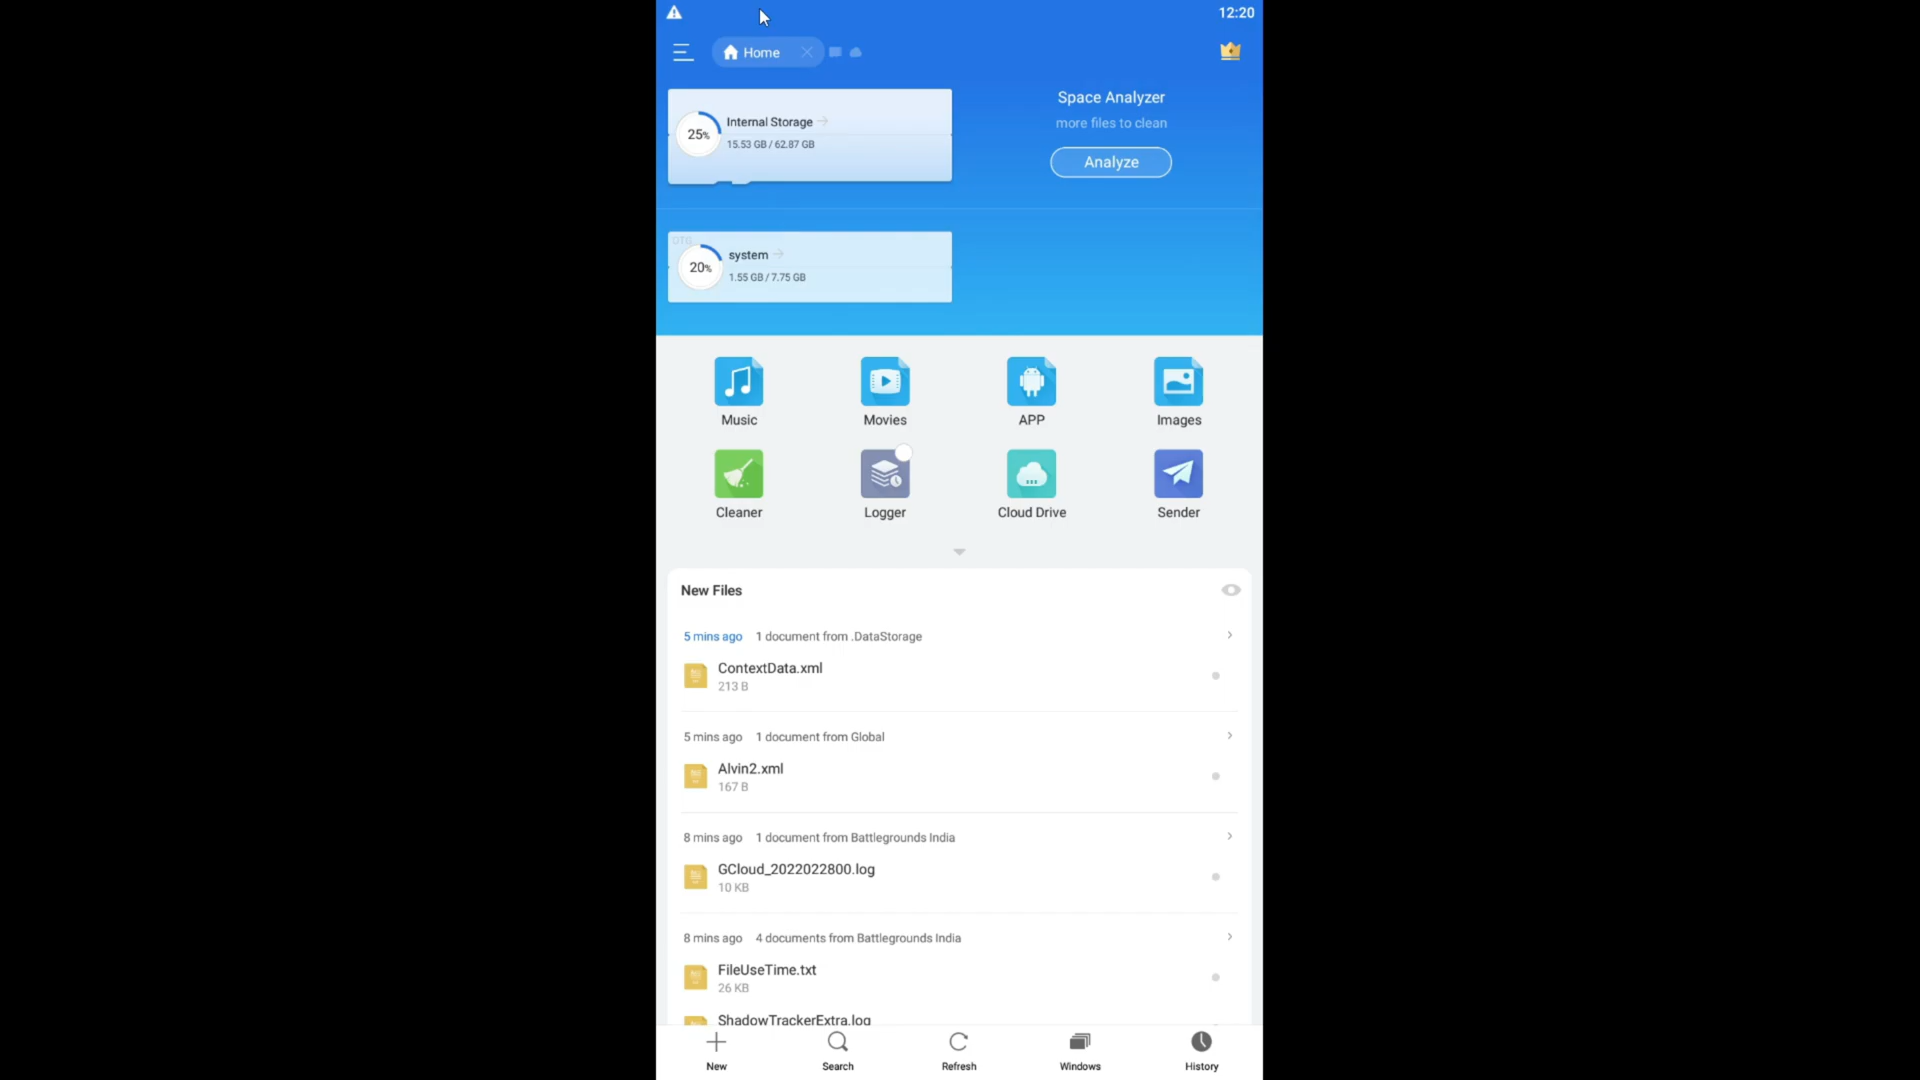 12:20
Home
Space Analyzer
more files to clean
Analyze
25%
Internal Storage
15.53 GB / 62.87 GB
OTG
20%
system
1.55 GB / 7.75 GB
Music
Movies
APP
Images
Cleaner
Logger
Cloud Drive
Sender
New Files
5 mins ago 1 document from .DataStorage
ContextData.xml
213 B
5 mins ago 1 document from Global
Alvin2.xml
167 B
8 mins ago 1 document from Battlegrounds India
GCloud_2022022800.log
10 KB
8 mins ago 4 documents from Battlegrounds India
FileUseTime.txt
26 KB
ShadowTrackerExtra.log
New
Search
Refresh
Windows
History